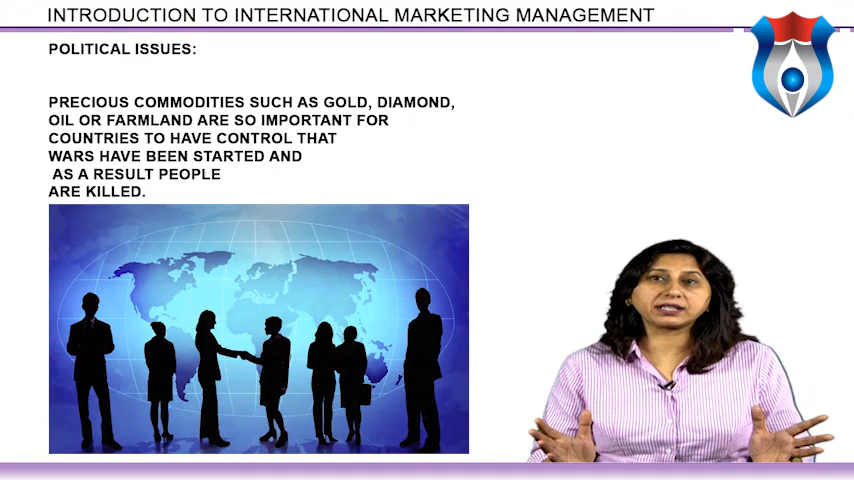 INTRODUCTION TO INTERNATIONAL MARKETING MANAGEMENT
POLITICAL ISSUES:
PRECIOUS COMMODITIES SUCH AS GOLD, DIAMOND,
OIL OR FARMLAND ARE SO IMPORTANT FOR
COUNTRIES TO HAVE CONTROL THAT
WARS HAVE BEEN STARTED AND
AS A RESULT PEOPLE
ARE KILLED.